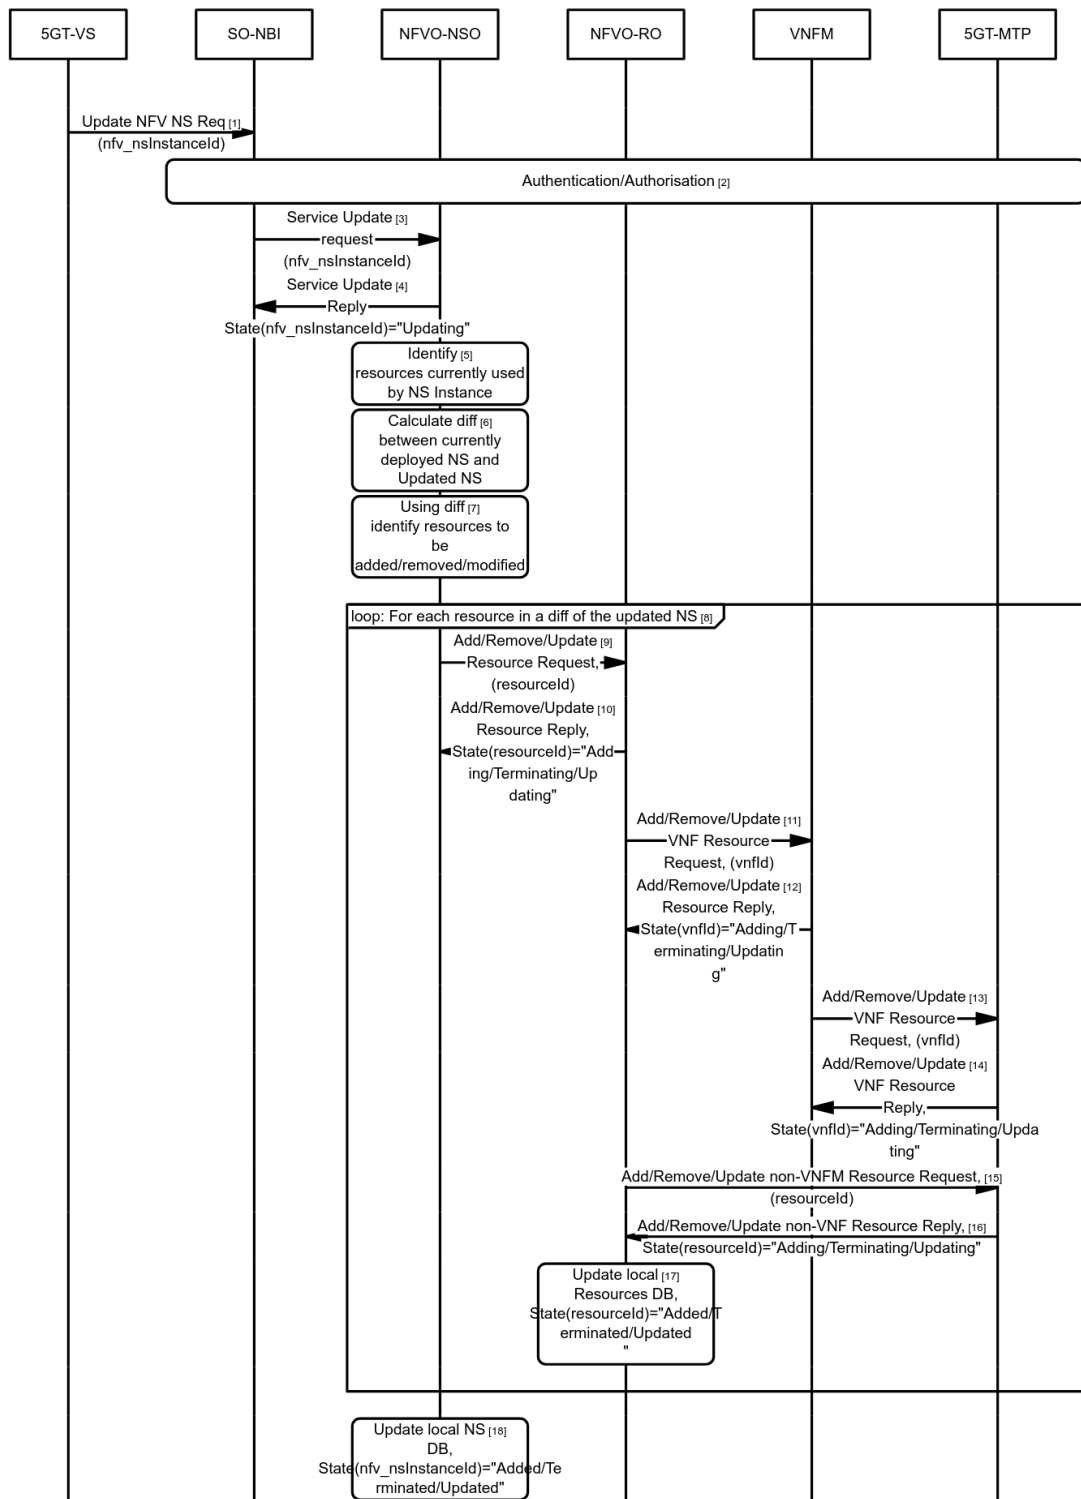 5GT-VS
SO-NBI
NFVO-NSO
NFVO-RO
VNFM
5GT-MTP
Update NFV NS Req [1]
(nfv_nsInstanceId)
Authentication/Authorisation [2]
Service Update [3]
request
(nfv_nsInstanceId)
Service Update [4]
Reply
State(nfv_nsInstanceId)="Updating"
Identify [5]
resources currently used
by NS Instance
Calculate diff [6]
between currently
deployed NS and
Updated NS
Using diff [7]
identify resources to
be
added/removed/modified
loop: For each resource in a diff of the updated NS [8]
Add/Remove/Update [9]
Resource Request,
(resourceId)
Add/Remove/Update [10]
Resource Reply,
State(resourceId)="Add
ing/Terminating/Up
dating"
Add/Remove/Update [11]
VNF Resource
Request, (vnfId)
Add/Remove/Update [12]
Resource Reply,
State(vnfId)="Adding/T
erminating/Updatin
g"
Add/Remove/Update [13]
VNF Resource
Request, (vnfId)
Add/Remove/Update [14]
VNF Resource
Reply,
State(vnfId)="Adding/Terminating/Upda
ting"
Add/Remove/Update non-VNFM Resource Request, [15]
(resourceId)
Add/Remove/Update non-VNF Resource Reply, [16]
State(resourceId)="Adding/Terminating/Updating"
Update local [17]
Resources DB,
State(resourceId)="Added/T
erminated/Updated
"
Update local NS [18]
DB,
State(nfv_nsInstanceId)="Added/Te
rminated/Updated"